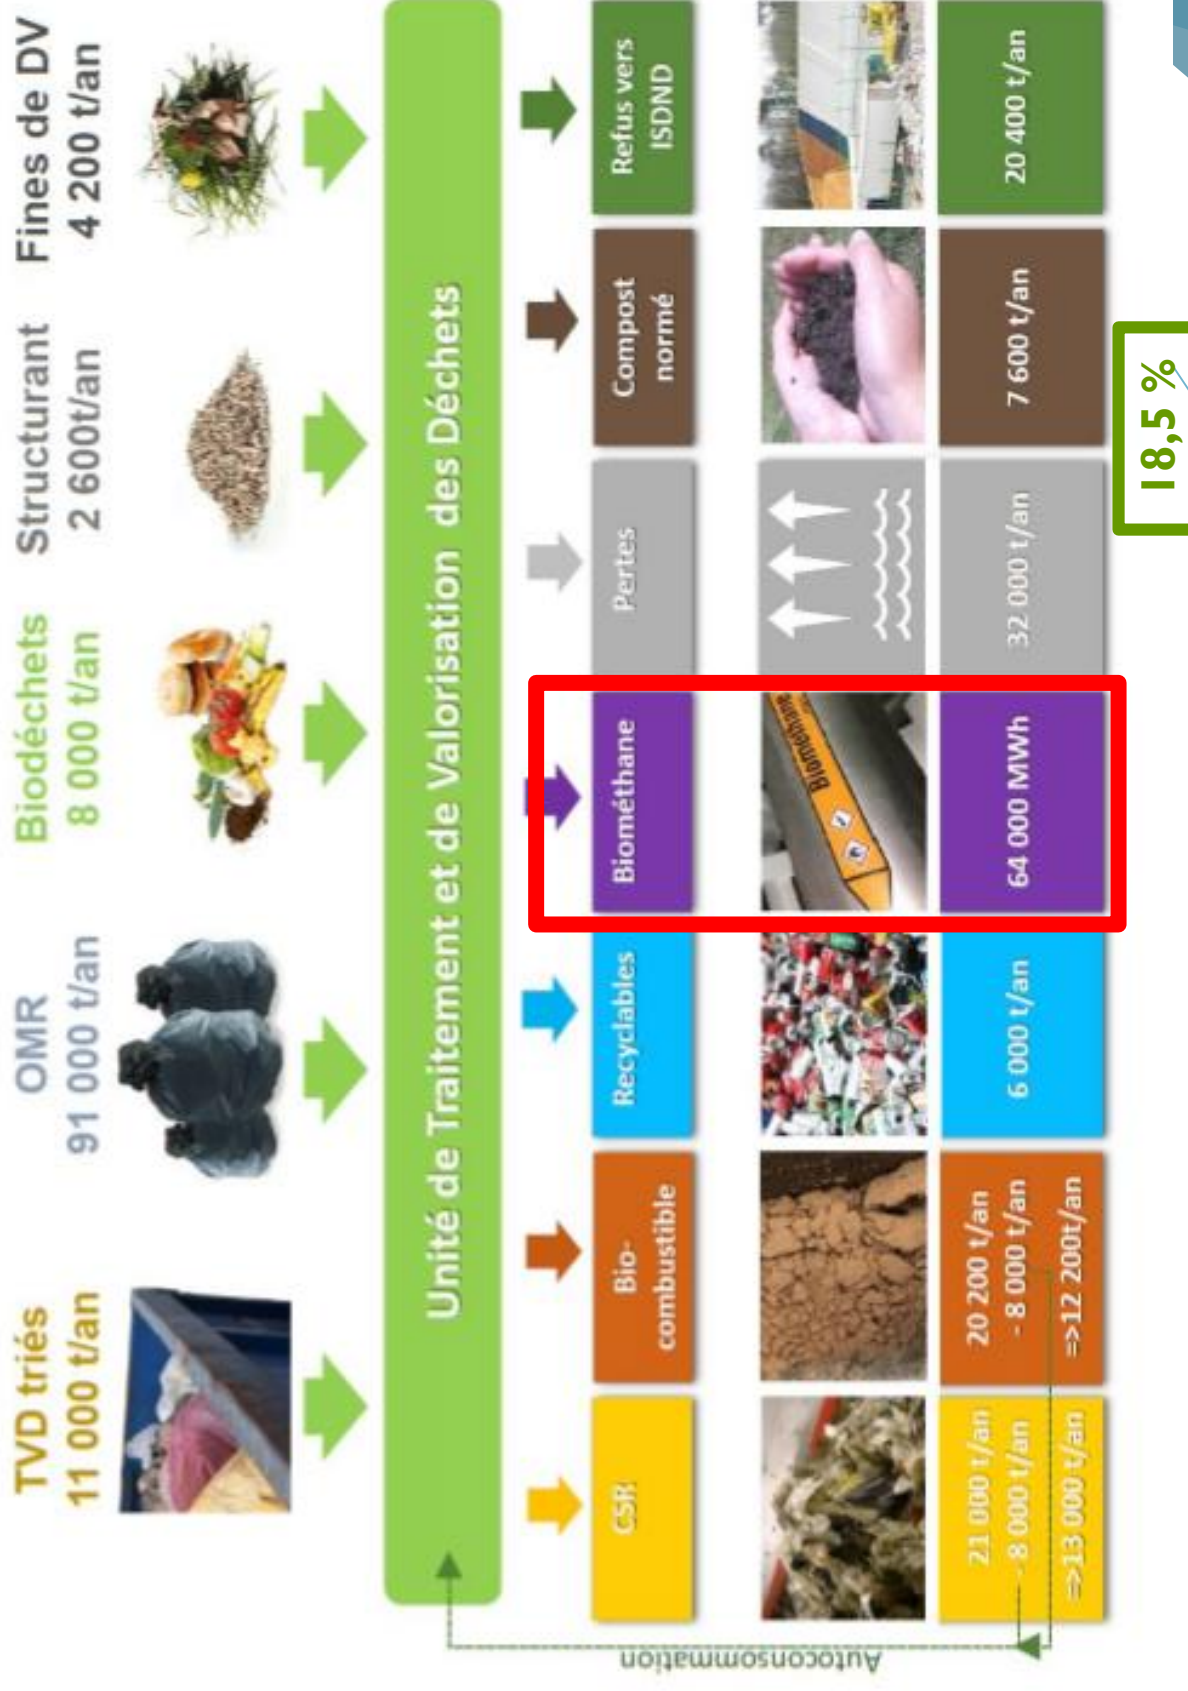 TVD triés
11 000 t/an
OMR
91 000 t/an
Biodéchets
8 000 t/an
Structurant
2 600t/an
Fines de DV
4 200 t/an
Unité de Traitement et de Valorisation des Déchets
CSR
Bio-
combustible
Recyclables
Biométhane
Pertes
Compost
normé
Refus vers
ISDND
Biométhane
21 000 t/an
- 8 000 t/an
=>13 000 t/an
20 200 t/an
- 8 000 t/an
=>12 200t/an
6 000 t/an
64 000 MWh
32 000 t/an
7 600 t/an
20 400 t/an
Autoconsommation
18,5 %